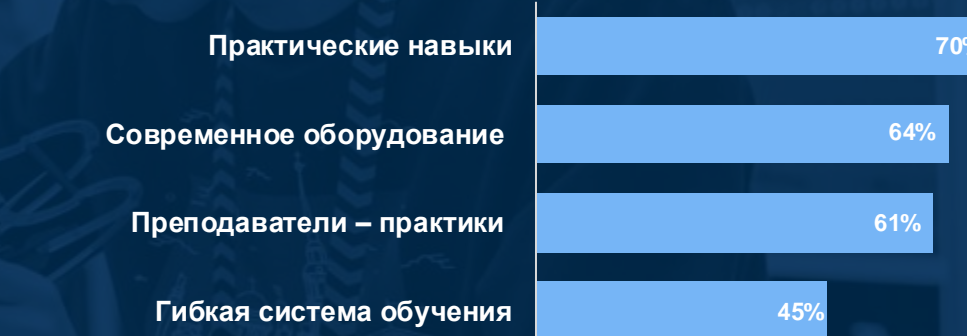 Практические навыки 70%
Современное оборудование 64%
Преподаватели – практики 61%
Гибкая система обучения 45%